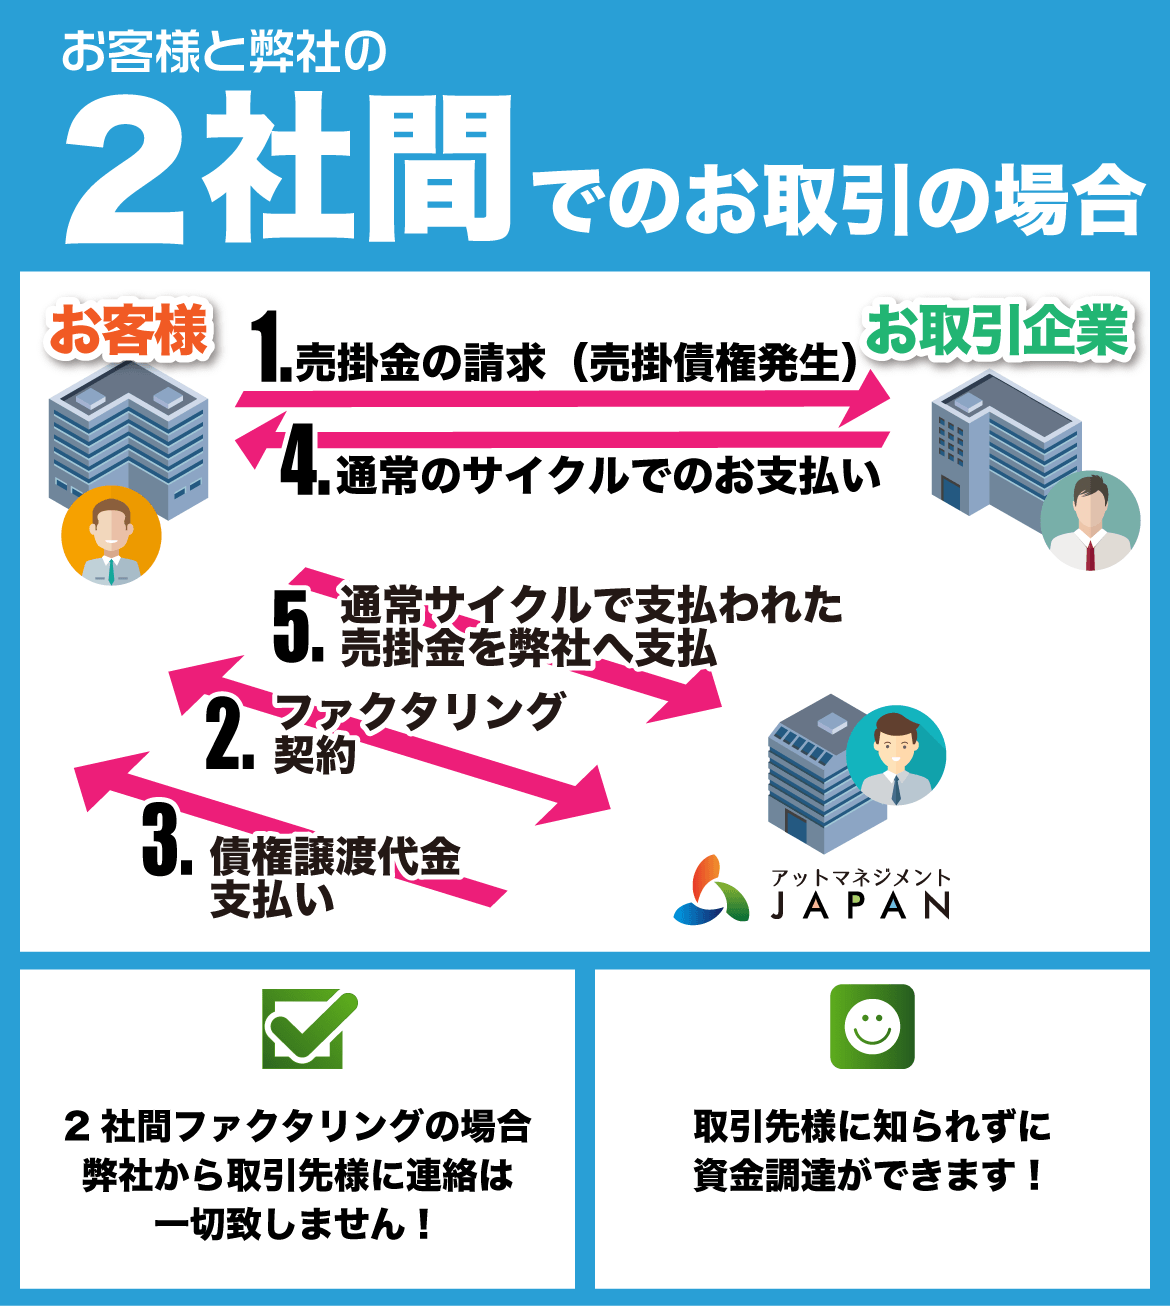 お客様と弊社の
2社間でのお取引の場合
お客様
お取引企業
1.売掛金の請求（売掛債権発生）
4.通常のサイクルでのお支払い
5.通常サイクルで支払われた
売掛金を弊社へ支払
2.ファクタリング
契約
3.債権譲渡代金
支払い
アットマネジメント
JAPAN
2社間ファクタリングの場合
弊社から取引先様に連絡は
一切致しません！
取引先様に知られずに
資金調達ができます！